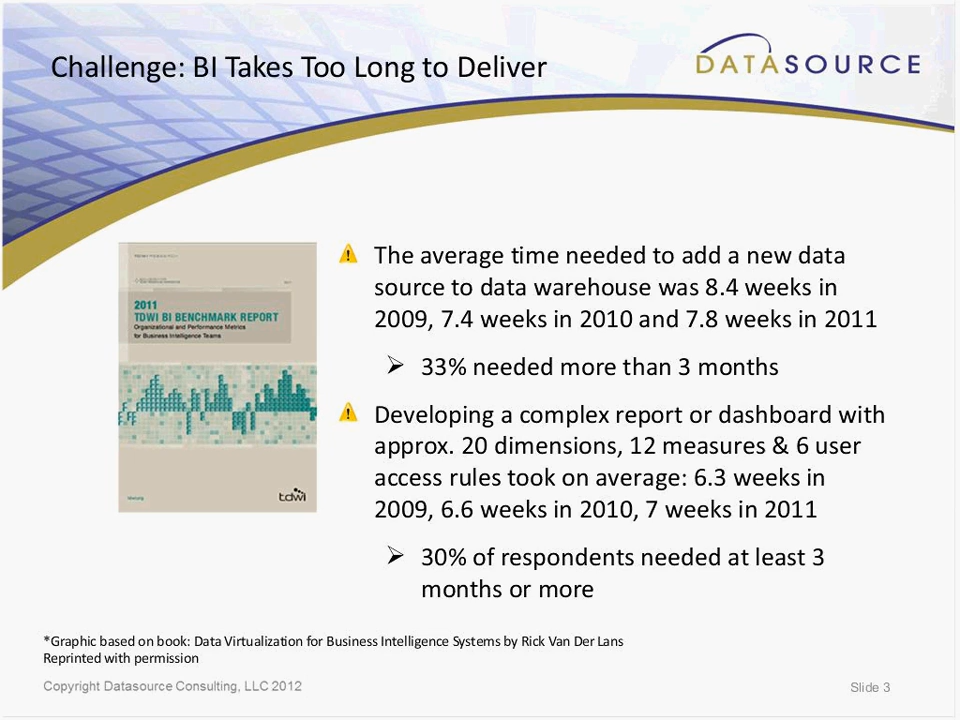 Challenge: BI Takes Too Long to Deliver
DATASOURCE
The average time needed to add a new data
source to data warehouse was 8.4 weeks in
2009, 7.4 weeks in 2010 and 7.8 weeks in 2011
33% needed more than 3 months
Developing a complex report or dashboard with
approx. 20 dimensions, 12 measures & 6 user
access rules took on average: 6.3 weeks in
2009, 6.6 weeks in 2010, 7 weeks in 2011
30% of respondents needed at least 3
months or more
2011
TDWI BI BENCHMARK REPORT
Organizational and Performance Metrics
for Business Intelligence Teams
tdwi
*Graphic based on book: Data Virtualization for Business Intelligence Systems by Rick Van Der Lans
Reprinted with permission
Copyright Datasource Consulting, LLC 2012
Slide 3